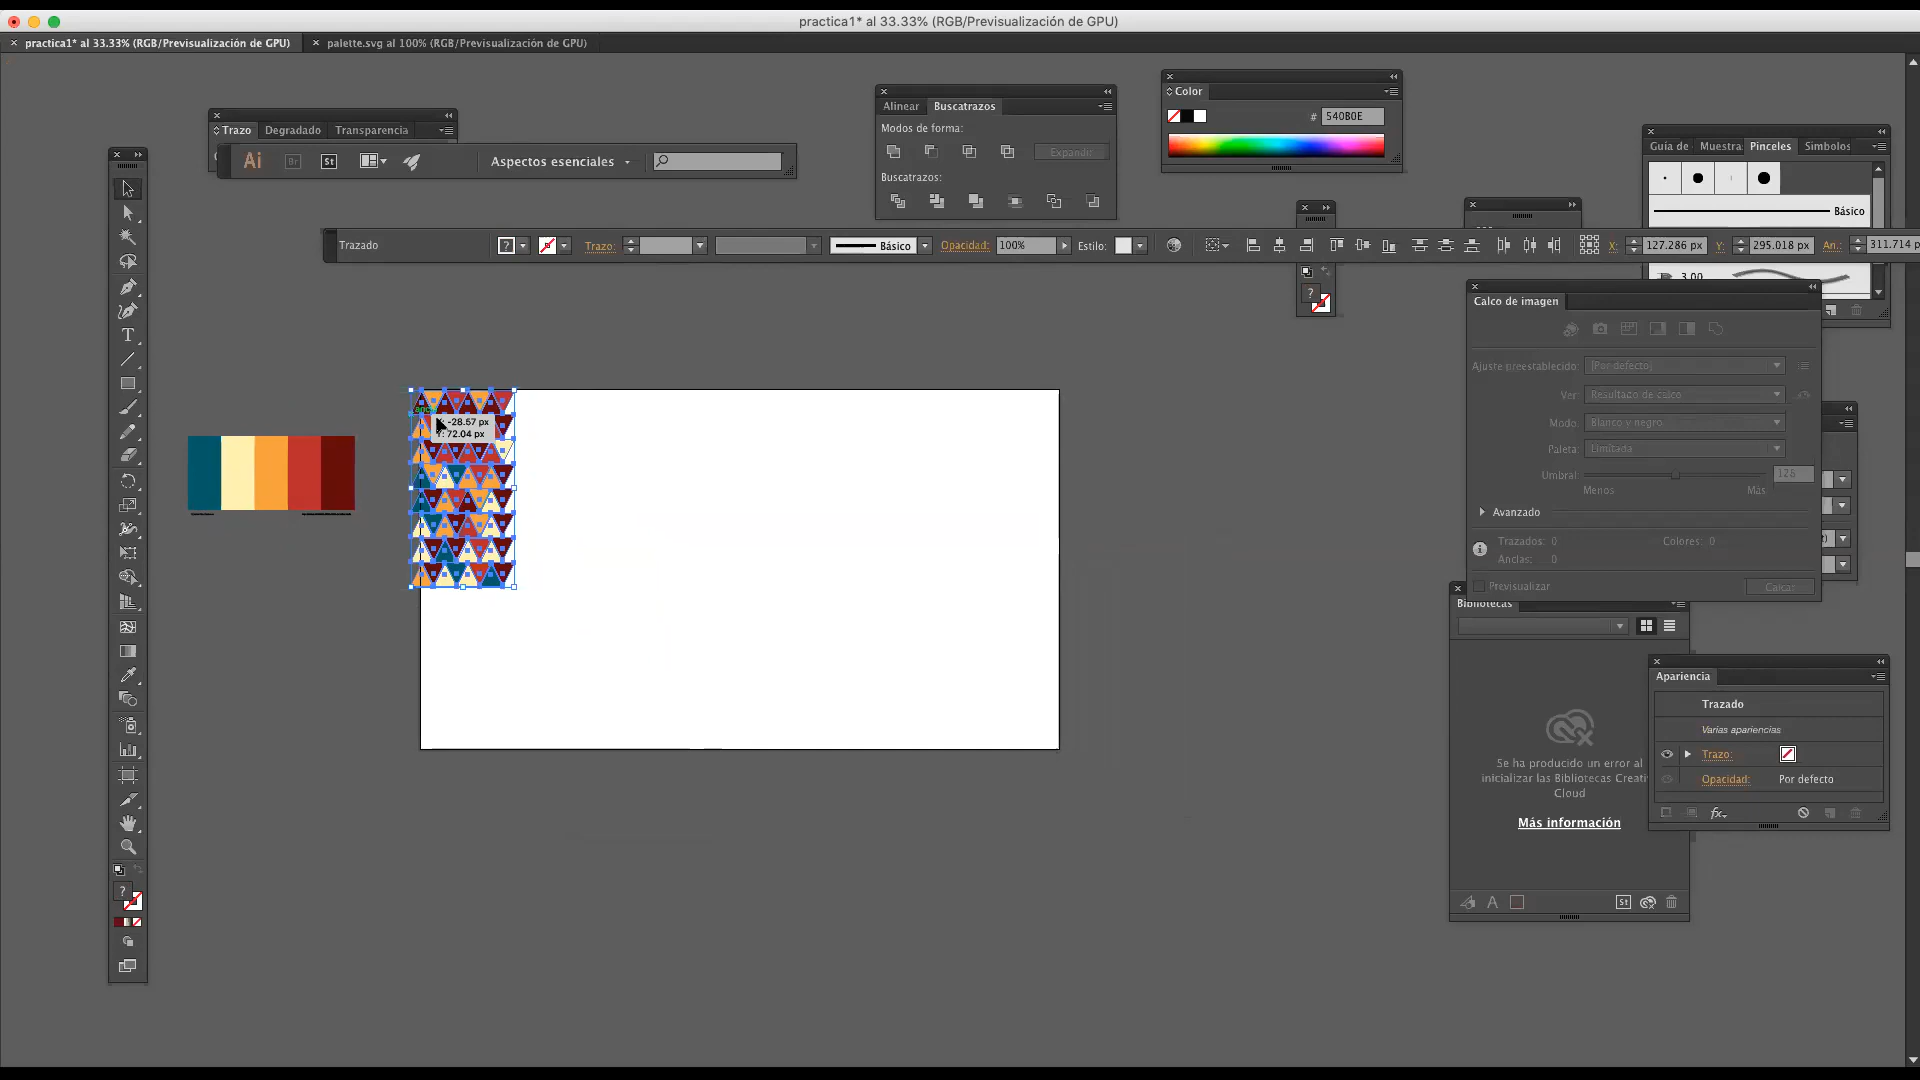 practica1* al 33.33% (RGB/Previsualización de GPU)
practica1* al 33.33% (RGB/Previsualización de GPU)
palette.svg al 100% (RGB/Previsualización de GPU)
Trazo
Degradado
Transparencia
Ai
Br
St
Aspectos esenciales
Alinear
Buscatrazos
Modos de forma:
Expandir
Buscatrazos:
Color
# 540B0E
Guía de
Muestra
Pinceles
Símbolos
Básico
3.00
Trazado
?
Trazo:
Básico
Opacidad: 100%
Estilo:
X: 127.286 px
Y: 295.018 px
An.: 311.714 p
?
Calco de imagen
Ajuste preestablecido: [Por defecto]
Ver: Resultado de calco
Modo: Blanco y negro
Paleta: Limitada
Umbral: 128
Menos
Más
Avanzado
Trazados: 0
Colores: 0
Anclas: 0
Previsualizar
Calcar
-28.57 px
: 72.04 px
T
Bibliotecas
Se ha producido un error al
inicializar las Bibliotecas Creati
Cloud
Más información
St
Apariencia
Trazado
Varias apariencias
Trazo:
Opacidad: Por defecto
fx
?